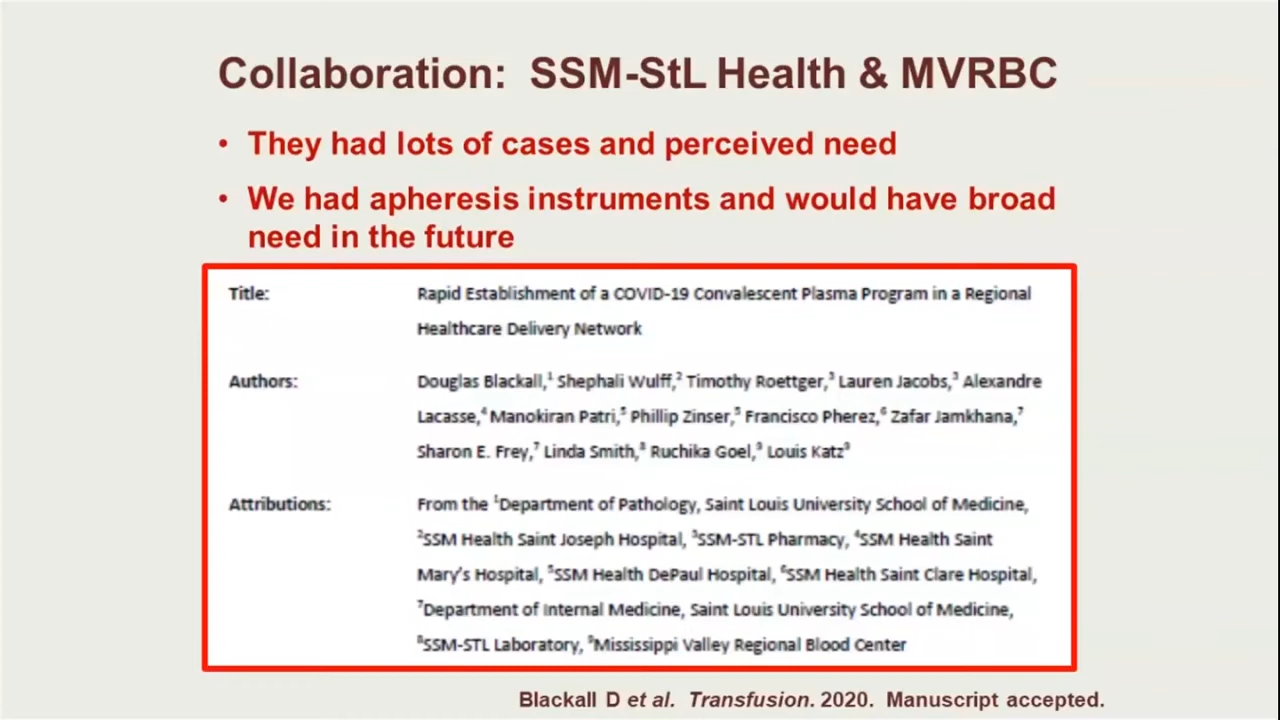 Collaboration: SSM-StL Health & MVRBC
• They had lots of cases and perceived need
• We had apheresis instruments and would have broad
need in the future
Title: Rapid Establishment of a COVID-19 Convalescent Plasma Program in a Regional
Healthcare Delivery Network
Authors: Douglas Blackall,¹ Shephali Wulff,² Timothy Roettger,³ Lauren Jacobs,³ Alexandre
Lacasse,⁴ Manokiran Patri,⁵ Phillip Zinser,⁵ Francisco Pherez,⁶ Zafar Jamkhana,⁷
Sharon E. Frey,⁷ Linda Smith,⁸ Ruchika Goel,⁹ Louis Katz⁹
Attributions: From the ¹Department of Pathology, Saint Louis University School of Medicine,
²SSM Health Saint Joseph Hospital, ³SSM-STL Pharmacy, ⁴SSM Health Saint
Mary's Hospital, ⁵SSM Health DePaul Hospital, ⁶SSM Health Saint Clare Hospital,
⁷Department of Internal Medicine, Saint Louis University School of Medicine,
⁸SSM-STL Laboratory, ⁹Mississippi Valley Regional Blood Center
Blackall D et al. Transfusion. 2020. Manuscript accepted.